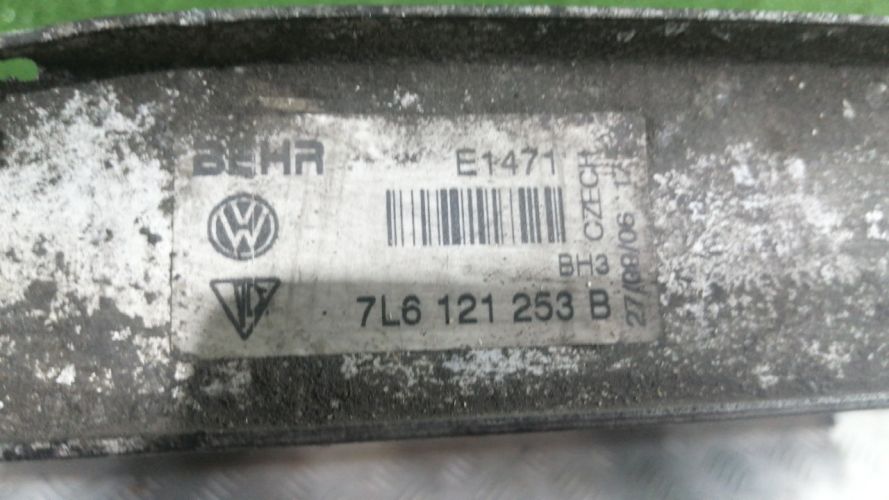 BEHR
E1471
BH3
7L6 121 253 B
CZECH
27/08/06